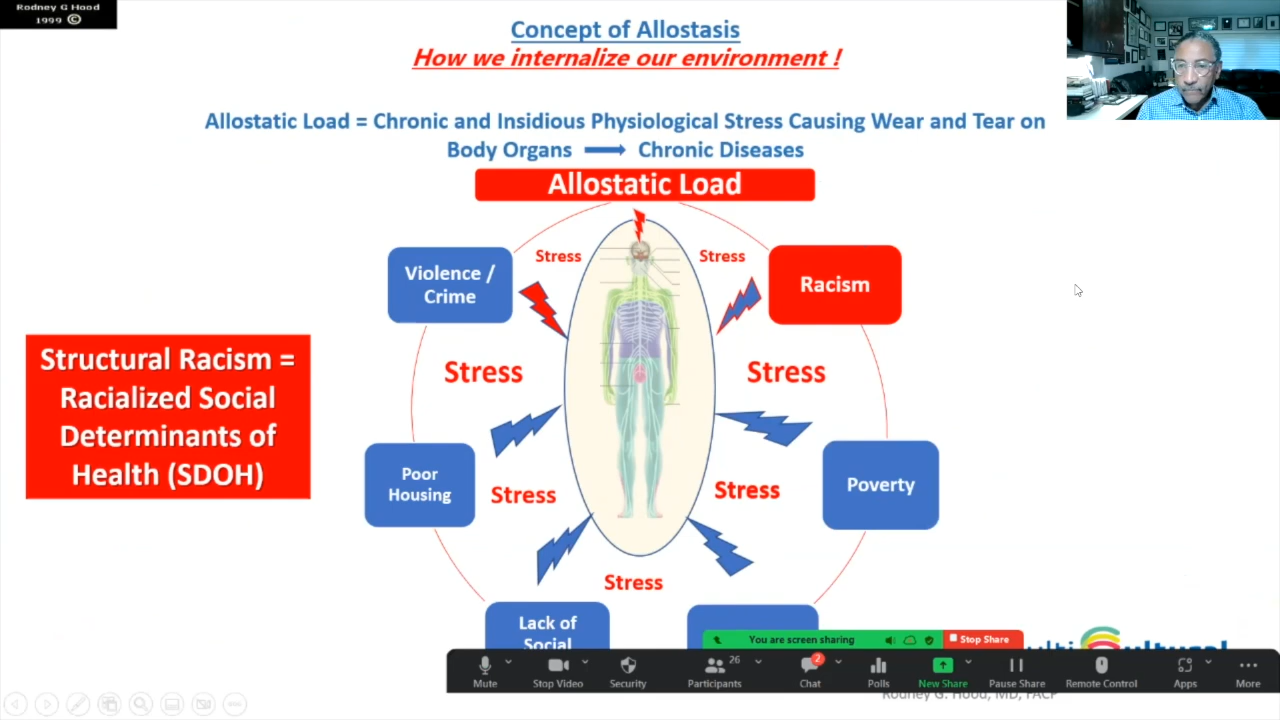 Rodney G Hood
1999 ©
Concept of Allostasis
How we internalize our environment !
Allostatic Load = Chronic and Insidious Physiological Stress Causing Wear and Tear on
Body Organs Chronic Diseases
Allostatic Load
Stress
Stress
Violence /
Crime
Racism
Structural Racism =
Racialized Social
Determinants of
Health (SDOH)
Stress
Stress
Poor
Housing
Stress
Stress
Poverty
Stress
Lack of
Social
You are screen sharing
Stop Share
Mute
Stop Video
Security
Participants
26
Chat
2
Polls
New Share
Pause Share
Remote Control
Apps
More
Rodney G. Hood, MD, FACP